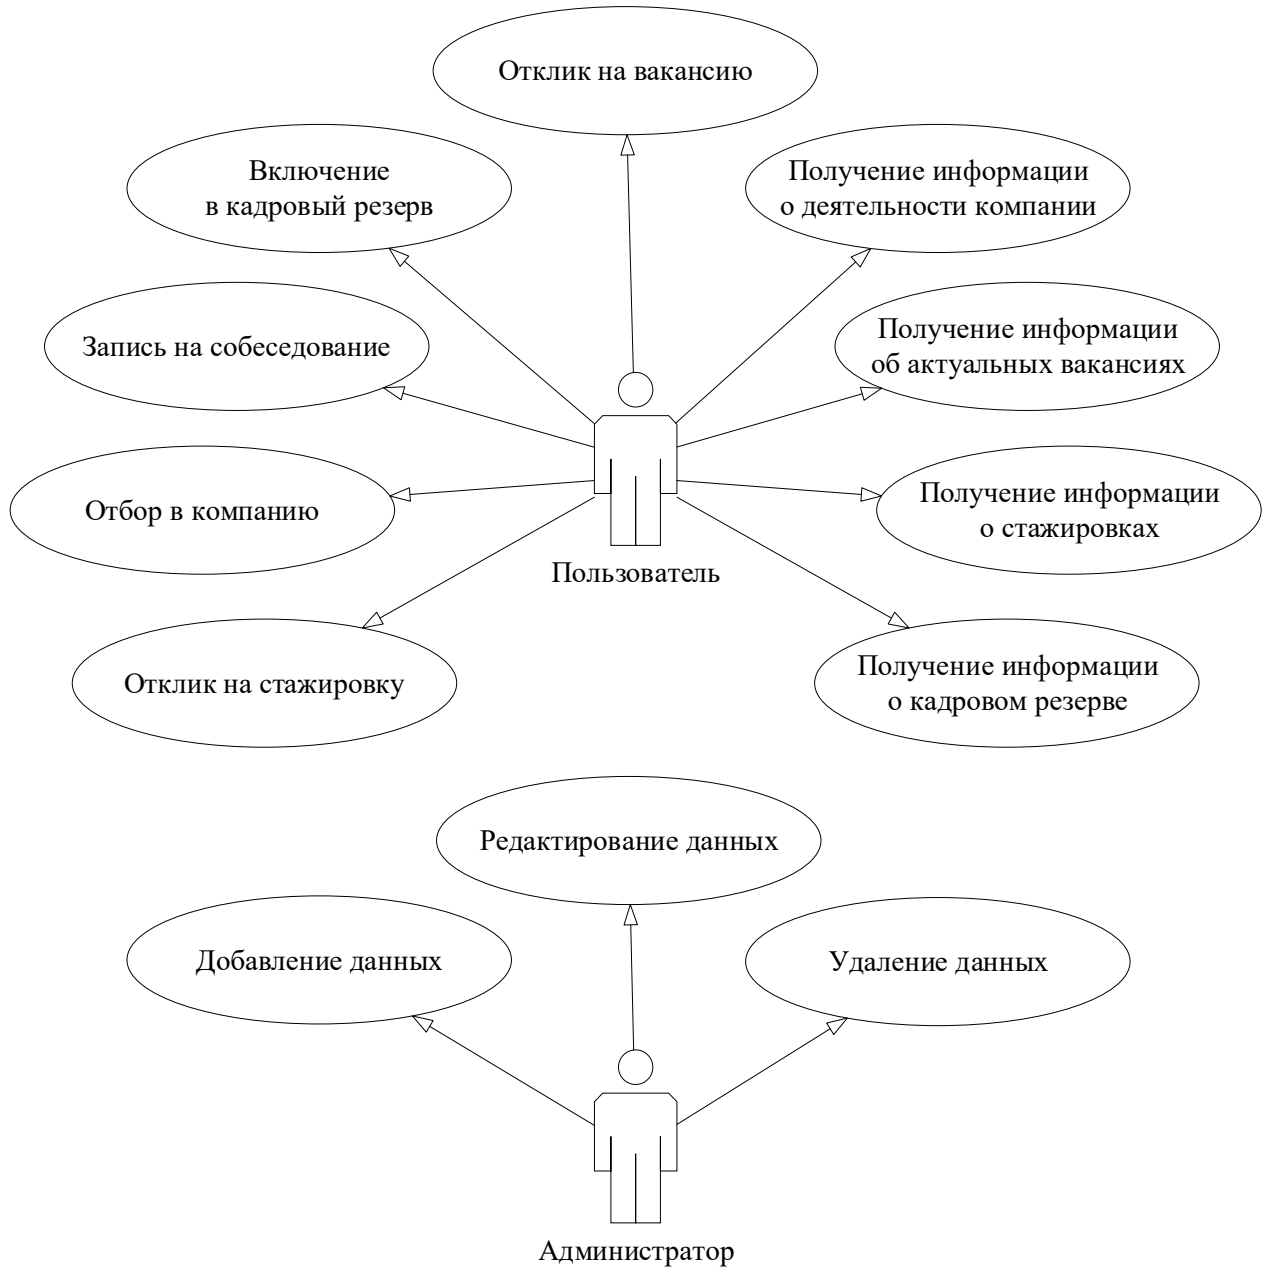 Отклик на вакансию
Включение
в кадровый резерв
Получение информации
о деятельности компании
Запись на собеседование
Получение информации
об актуальных вакансиях
Отбор в компанию
Получение информации
о стажировках
Пользователь
Отклик на стажировку
Получение информации
о кадровом резерве
Редактирование данных
Добавление данных
Удаление данных
Администратор